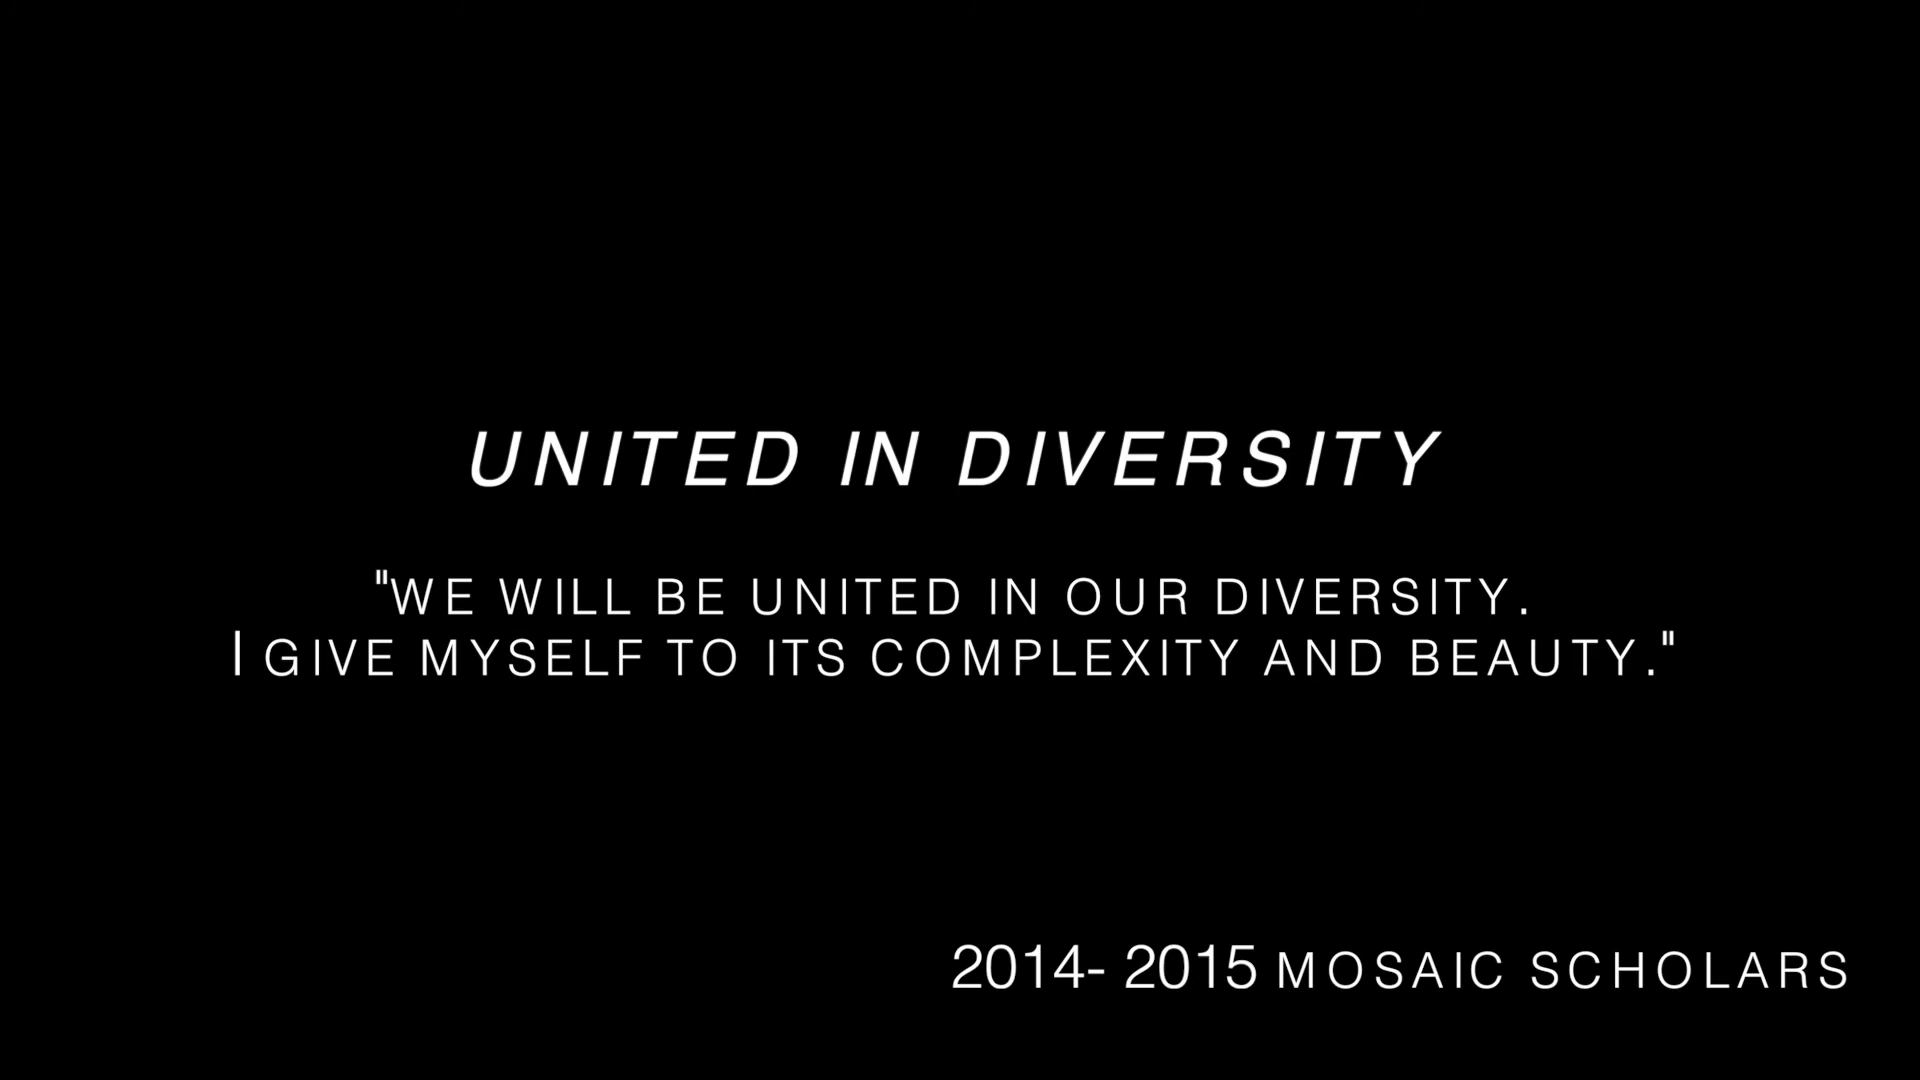 UNITED IN DIVERSITY
"WE WILL BE UNITED IN OUR DIVERSITY.
I GIVE MYSELF TO ITS COMPLEXITY AND BEAUTY."
2014- 2015 MOSAIC SCHOLARS